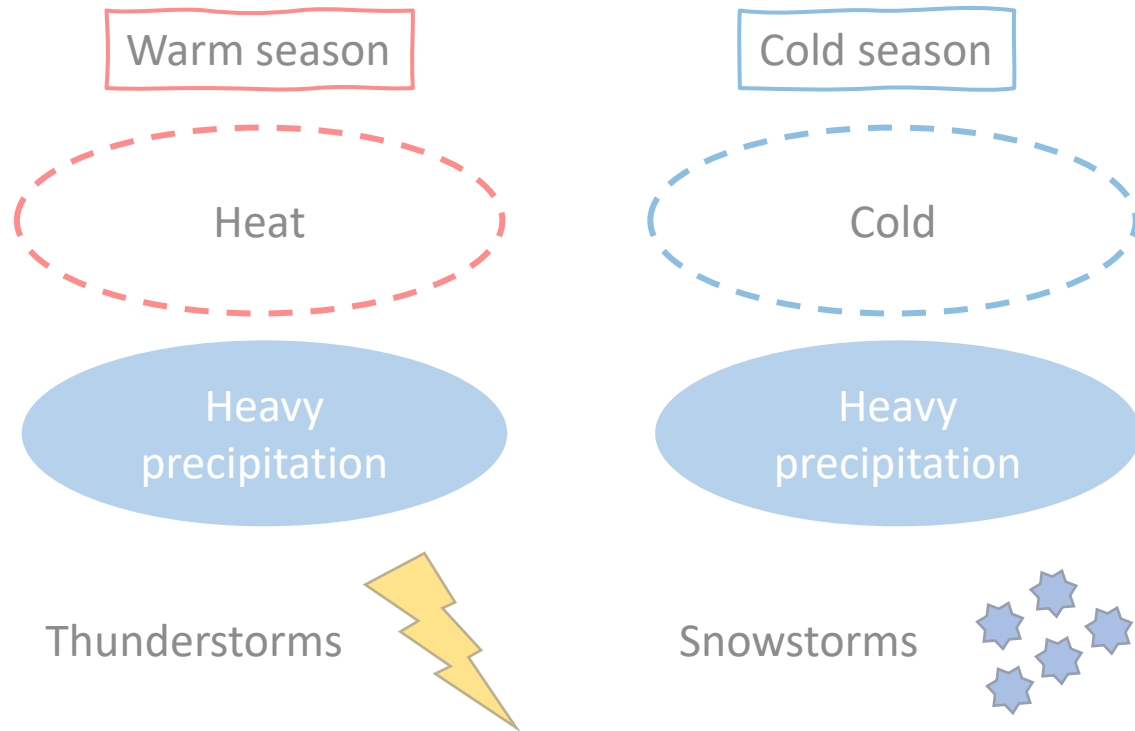 Warm season
Cold season
Heat
Cold
Heavy
precipitation
Heavy
precipitation
Thunderstorms
Snowstorms